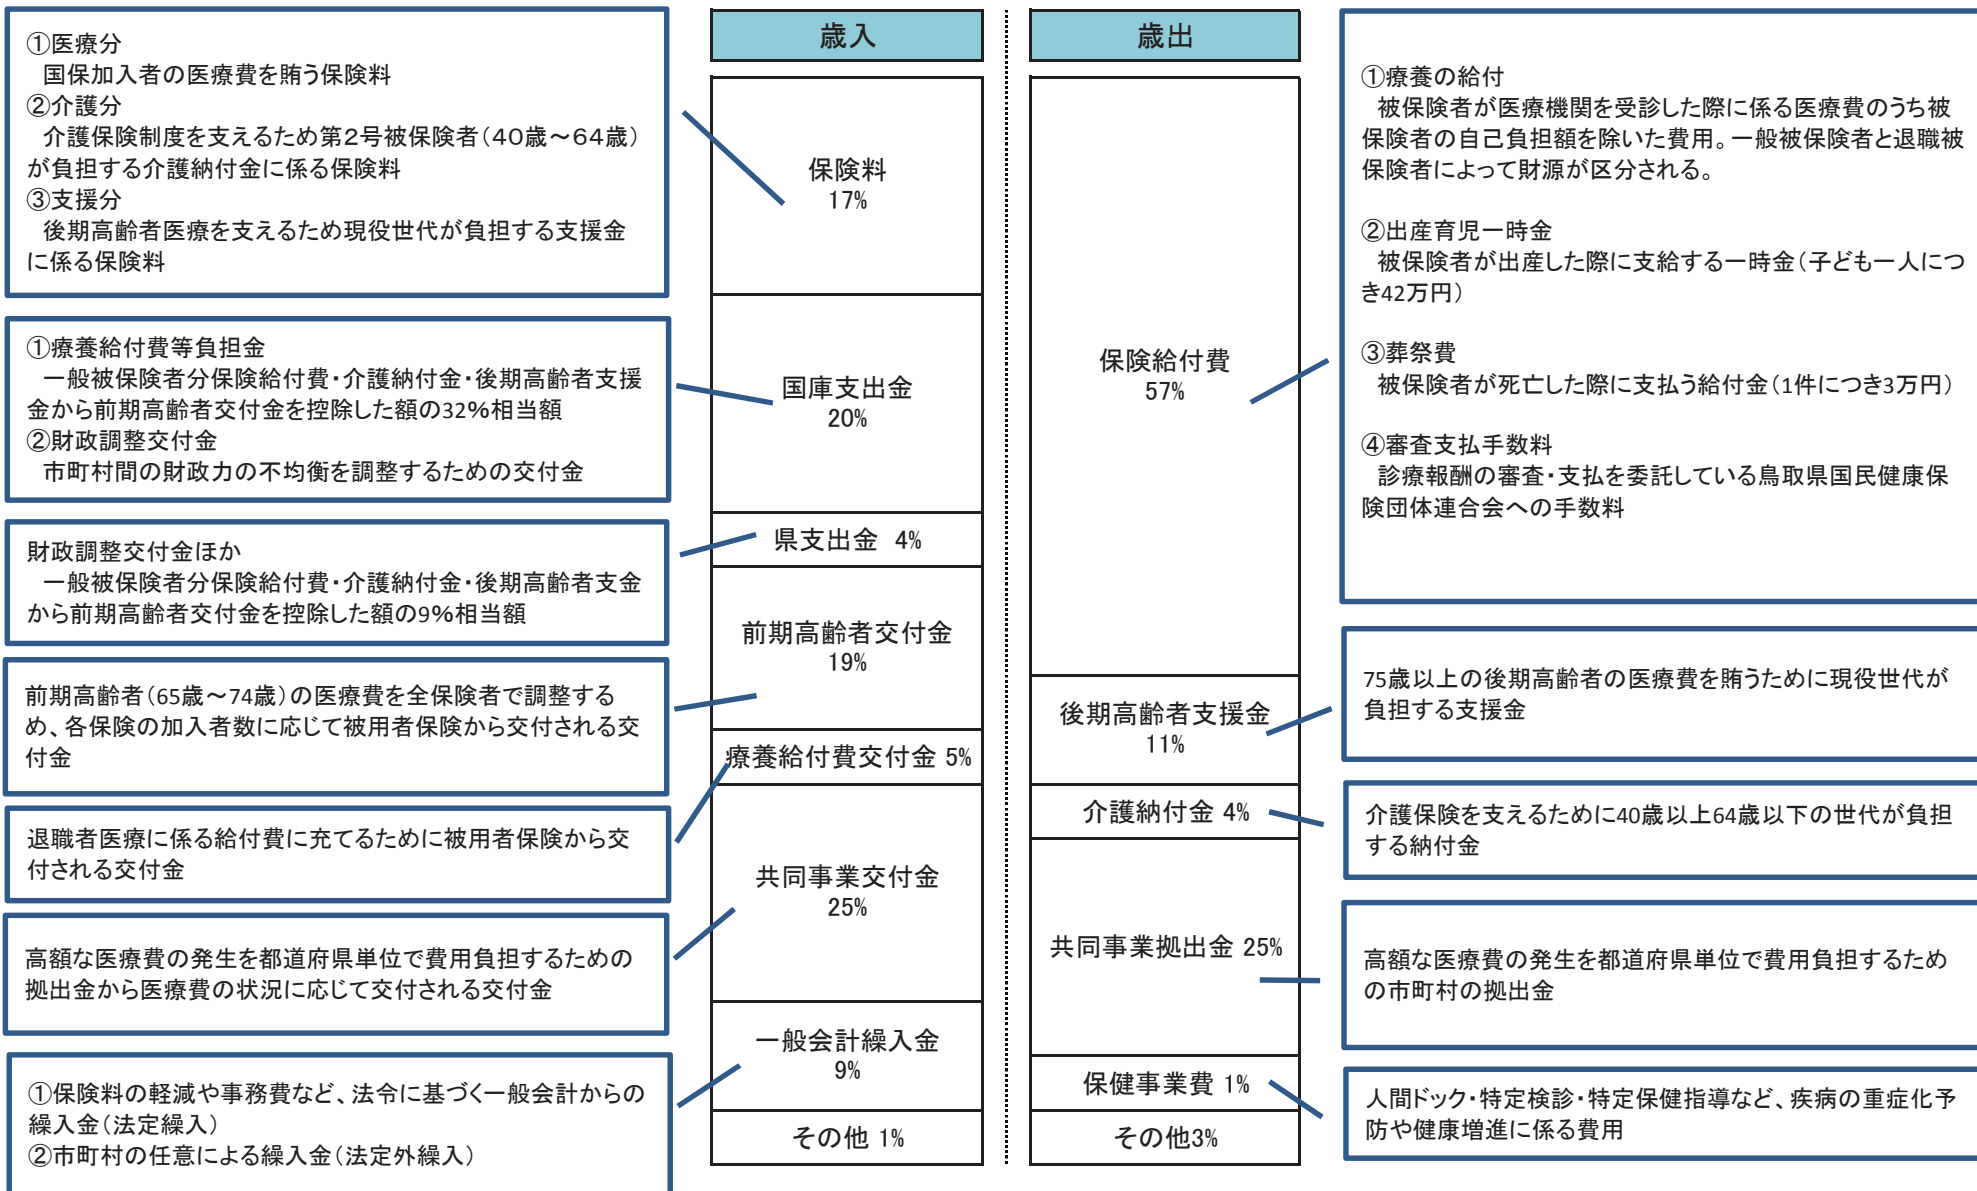 ①医療分
国保加入者の医療費を賄う保険料
②介護分
介護保険制度を支えるため第2号被保険者(40歳～64歳)
が負担する介護納付金に係る保険料
③支援分
後期高齢者医療を支えるため現役世代が負担する支援金
に係る保険料
①療養給付費等負担金
一般被保険者分保険給付費・介護納付金・後期高齢者支援
金から前期高齢者交付金を控除した額の32%相当額
②財政調整交付金
市町村間の財政力の不均衡を調整するための交付金
財政調整交付金ほか
一般被保険者分保険給付費・介護納付金・後期高齢者支金
から前期高齢者交付金を控除した額の9%相当額
前期高齢者(65歳～74歳)の医療費を全保険者で調整するた
め、各保険の加入者数に応じて被用者保険から交付される交
付金
退職者医療に係る給付費に充てるために被用者保険から交
付される交付金
高額な医療費の発生を都道府県単位で費用負担するための
拠出金から医療費の状況に応じて交付される交付金
①保険料の軽減や事務費など、法令に基づく一般会計からの
繰入金(法定繰入)
②市町村の任意による繰入金(法定外繰入)
歳入
保険料
17%
国庫支出金
20%
県支出金 4%
前期高齢者交付金
19%
療養給付費交付金 5%
共同事業交付金
25%
一般会計繰入金
9%
その他 1%
歳出
保険給付費
57%
後期高齢者支援金
11%
介護納付金 4%
共同事業拠出金 25%
保健事業費 1%
その他3%
①療養の給付
被保険者が医療機関を受診した際に係る医療費のうち被
保険者の自己負担額を除いた費用。一般被保険者と退職被
保険者によって財源が区分される。
②出産育児一時金
被保険者が出産した際に支給する一時金(子ども一人につ
き42万円)
③葬祭費
被保険者が死亡した際に支払う給付金(1件につき3万円)
④審査支払手数料
診療報酬の審査・支払を委託している鳥取県国民健康保
険団体連合会への手数料
75歳以上の後期高齢者の医療費を賄うために現役世代が
負担する支援金
介護保険を支えるために40歳以上64歳以下の世代が負担
する納付金
高額な医療費の発生を都道府県単位で費用負担するため
の市町村の拠出金
人間ドック・特定検診・特定保健指導など、疾病の重症化予
防や健康増進に係る費用